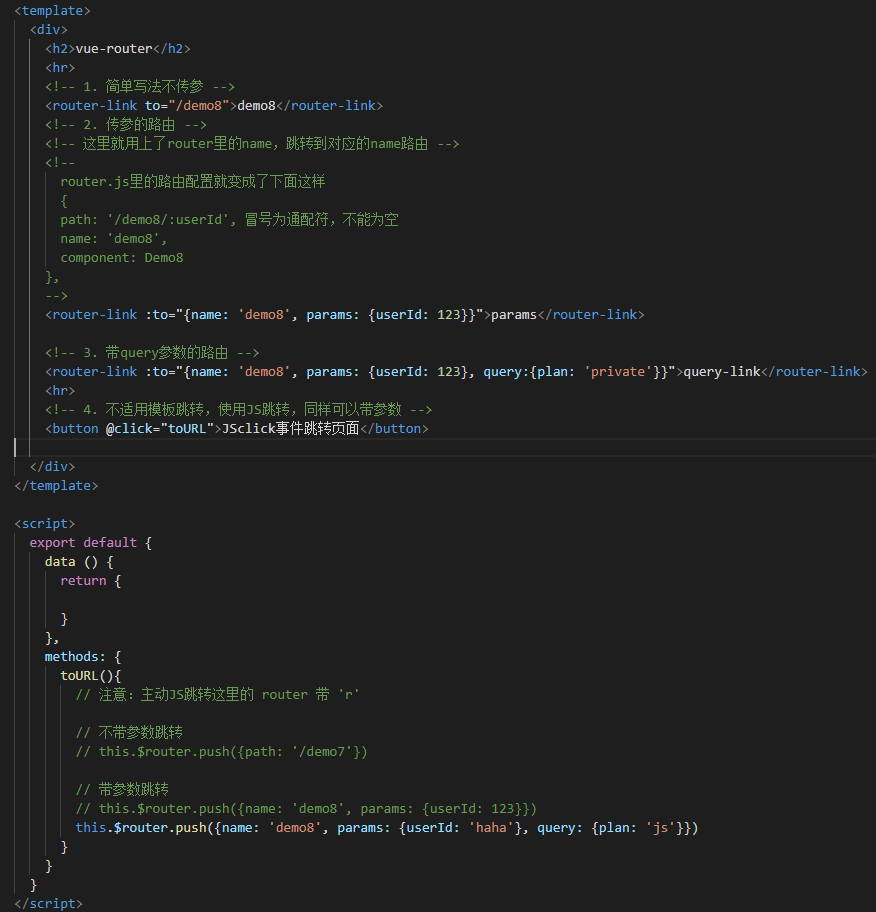 <template>
<div>
<h2>vue-router</h2>
<hr>
<!-- 1. 简单写法不传参 -->
<router-link to="/demo8">demo8</router-link>
<!-- 2. 传参的路由 -->
<!-- 这里就用上了router里的name，跳转到对应的name路由 -->
<!--
router.js里的路由配置就变成了下面这样
{
path: '/demo8/:userId', 冒号为通配符，不能为空
name: 'demo8',
component: Demo8
},
-->
<router-link :to="{name: 'demo8', params: {userId: 123}}">params</router-link>
<!-- 3. 带query参数的路由 -->
<router-link :to="{name: 'demo8', params: {userId: 123}, query:{plan: 'private'}}">query-link</router-link>
<hr>
<!-- 4. 不适用模板跳转，使用JS跳转，同样可以带参数 -->
<button @click="toURL">JSclick事件跳转页面</button>
</div>
</template>
<script>
export default {
data () {
return {
}
},
methods: {
toURL(){
// 注意：主动JS跳转这里的 router 带 'r'
// 不带参数跳转
// this.$router.push({path: '/demo7'})
// 带参数跳转
// this.$router.push({name: 'demo8', params: {userId: 123}})
this.$router.push({name: 'demo8', params: {userId: 'haha'}, query: {plan: 'js'}})
}
}
}
</script>